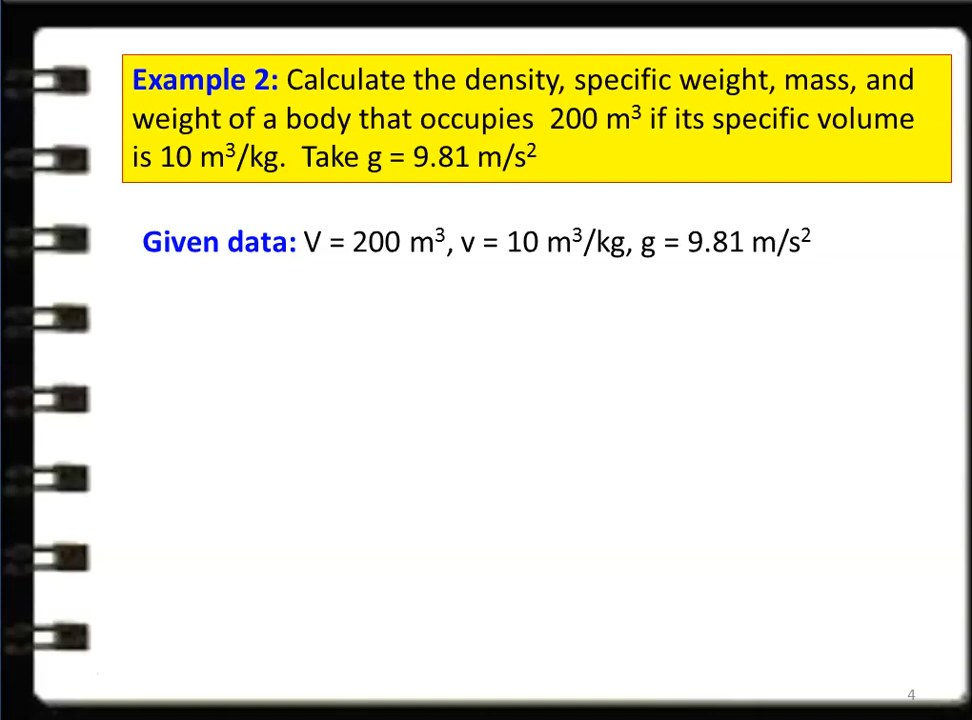 Example 2: Calculate the density, specific weight, mass, and
weight of a body that occupies 200 m³ if its specific volume
is 10 m³/kg. Take g = 9.81 m/s²
Given data: V = 200 m³, v = 10 m³/kg, g = 9.81 m/s²
4